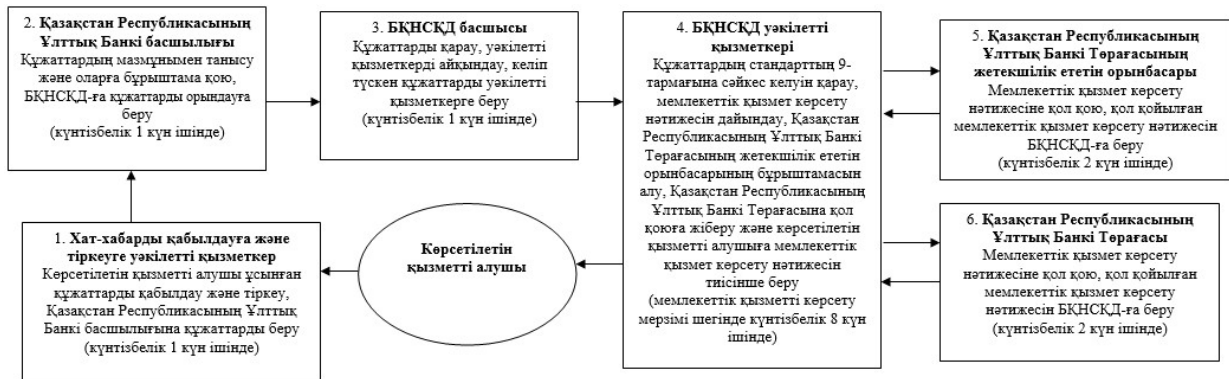 2. Қазақстан Республикасының
Ұлттық Банкі басшылығы
Құжаттардың мазмұнымен танысу
және оларға бұрыштама қою,
БҚНСҚД-ға құжаттарды орындауға
беру
(күнтізбелік 1 күн ішінде)
3. БҚНСҚД басшысы
Құжаттарды қарау, уәкілетті
қызметкерді айқындау, келіп
түскен құжаттарды уәкілетті
қызметкерге беру
(күнтізбелік 1 күн ішінде)
4. БҚНСҚД уәкілетті
қызметкері
Құжаттардың стандарттың 9-
тармағына сәйкес келуін қарау,
мемлекеттік қызмет көрсету
нәтижесін дайындау, Қазақстан
Республикасының Ұлттық Банкі
Төрағасының жетекшілік ететін
орынбасарының бұрыштамасын
алу, Қазақстан Республикасының
Ұлттық Банкі Төрағасына қол
қоюға жіберу және көрсетілетін
қызметті алушыға мемлекеттік
қызмет көрсету нәтижесін
тиісінше беру
(мемлекеттік қызметті көрсету
мерзімі шегінде күнтізбелік 8 күн
ішінде)
5. Қазақстан Республикасының
Ұлттық Банкі Төрағасының
жетекшілік ететін орынбасары
Мемлекеттік қызмет көрсету
нәтижесіне қол қою, қол қойылған
мемлекеттік қызмет көрсету нәтижесін
БҚНСҚД-ға беру
(күнтізбелік 2 күн ішінде)
6. Қазақстан Республикасының
Ұлттық Банкі Төрағасы
Мемлекеттік қызмет көрсету
нәтижесіне қол қою, қол қойылған
мемлекеттік қызмет көрсету
нәтижесін БҚНСҚД-ға беру
(күнтізбелік 2 күн ішінде)
1. Хат-хабарды қабылдауға және
тіркеуге уәкілетті қызметкер
Көрсетілетін қызметті алушы ұсынған
құжаттарды қабылдау және тіркеу,
Қазақстан Республикасының Ұлттық
Банкі басшылығына құжаттарды беру
(күнтізбелік 1 күн ішінде)
Көрсетілетін
қызметті алушы